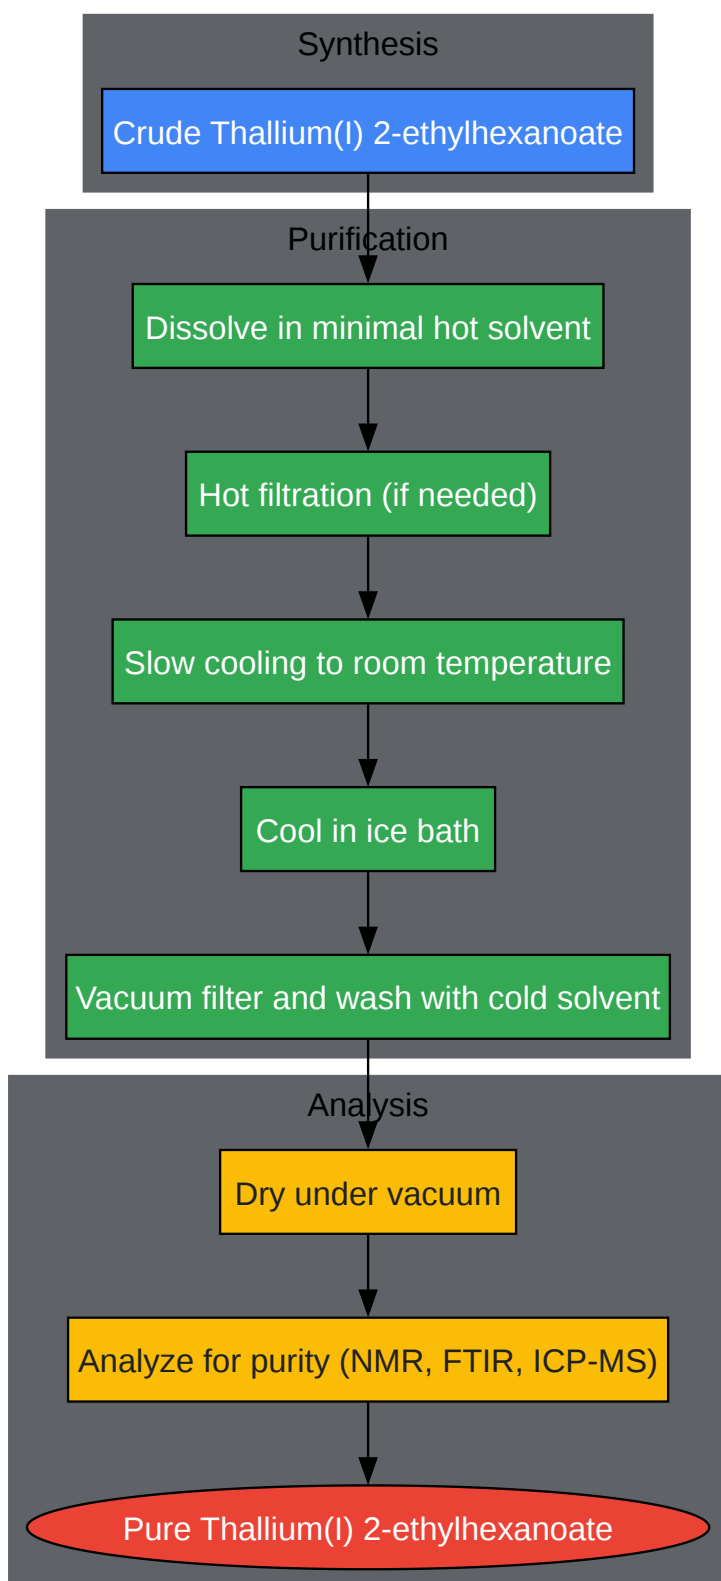 Synthesis
Crude Thallium(I) 2-ethylhexanoate
Purification
Dissolve in minimal hot solvent
Hot filtration (if needed)
Slow cooling to room temperature
Cool in ice bath
Vacuum filter and wash with cold solvent
Analysis
Dry under vacuum
Analyze for purity (NMR, FTIR, ICP-MS)
Pure Thallium(I) 2-ethylhexanoate